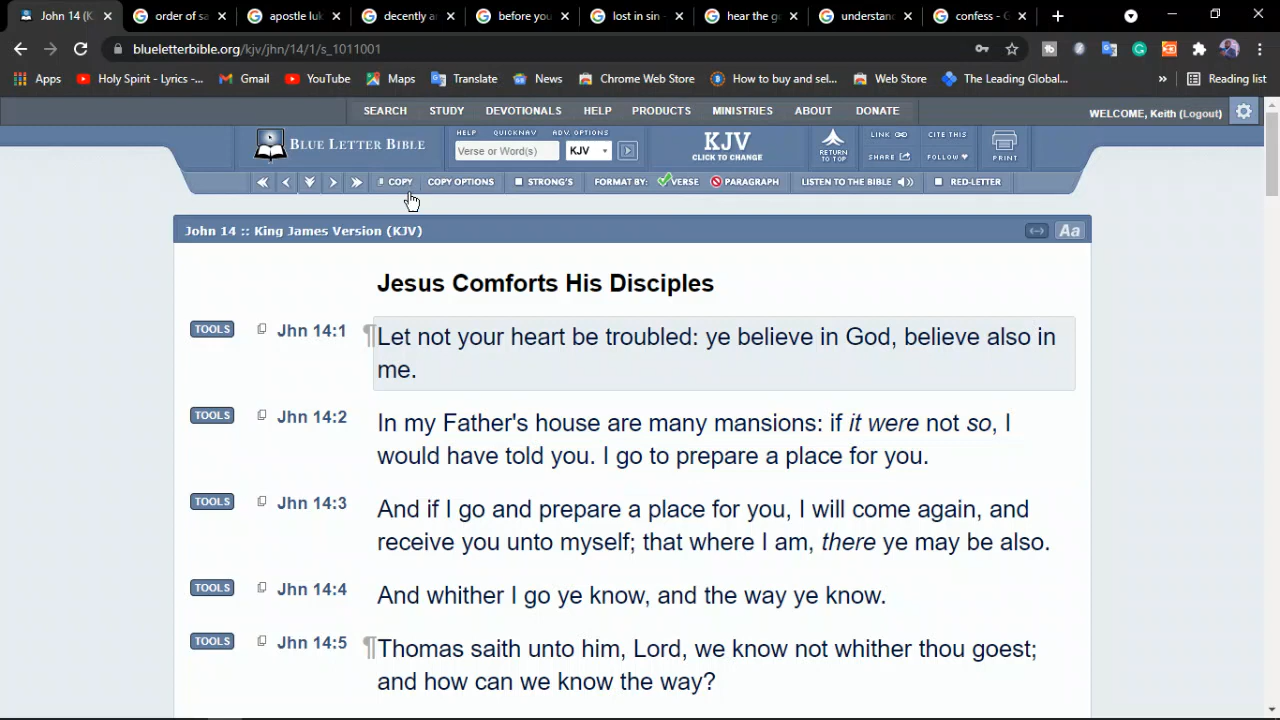 John 14 (K
order of sa
apostle luk
decently a
before you
lost in sin -
hear the g
understan
confess - G
blueletterbible.org/kjv/jhn/14/1/s_1011001
Apps
Holy Spirit - Lyrics -...
Gmail
YouTube
Maps
Translate
News
Chrome Web Store
How to buy and sel...
Web Store
The Leading Global...
»
Reading list
SEARCH STUDY DEVOTIONALS HELP PRODUCTS MINISTRIES ABOUT DONATE
WELCOME, Keith (Logout)
BLUE LETTER BIBLE
HELP QUICKNAV ADV. OPTIONS
Verse or Word(s) KJV
KJV
CLICK TO CHANGE
RETURN
TO TOP
LINK CITE THIS
SHARE FOLLOW
PRINT
COPY COPY OPTIONS STRONG'S FORMAT BY: VERSE PARAGRAPH LISTEN TO THE BIBLE RED-LETTER
John 14 :: King James Version (KJV)
Aa
Jesus Comforts His Disciples
TOOLS Jhn 14:1 ¶Let not your heart be troubled: ye believe in God, believe also in
me.
TOOLS Jhn 14:2 In my Father's house are many mansions: if it were not so, I
would have told you. I go to prepare a place for you.
TOOLS Jhn 14:3 And if I go and prepare a place for you, I will come again, and
receive you unto myself; that where I am, there ye may be also.
TOOLS Jhn 14:4 And whither I go ye know, and the way ye know.
TOOLS Jhn 14:5 ¶Thomas saith unto him, Lord, we know not whither thou goest;
and how can we know the way?